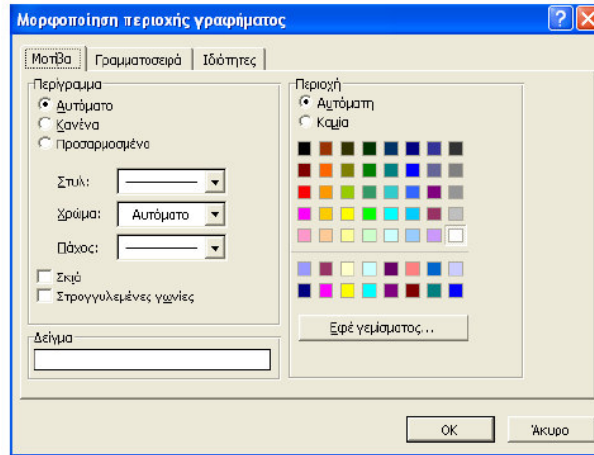 Μορφοποίηση περιοχής γραφήματος
Μοτίβα Γραμματοσειρά Ιδιότητες
Περίγραμμα
Αυτόματο
Κανένα
Προσαρμοσμένο
Στυλ:
Χρώμα: Αυτόματο
Πάχος:
Σκιά
Στρογγυλεμένες γωνίες
Δείγμα
Περιοχή
Αυτόματη
Καμία
Εφέ γεμίσματος...
OK Άκυρο